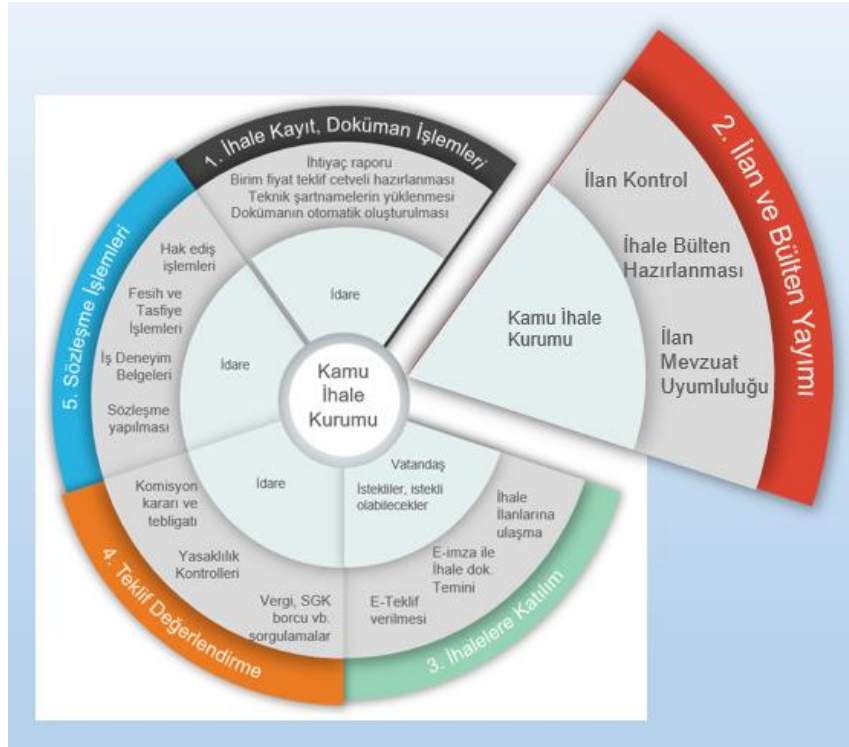 1. İhale Kayıt, Doküman İşlemleri
İhtiyaç raporu
Birim fiyat teklif cetveli hazırlanması
Teknik şartnamelerin yüklenmesi
Dokümanın otomatik oluşturulması
İdare
2. İlan ve Bülten Yayımı
İlan Kontrol
İhale Bülten
Hazırlanması
İlan
Mevzuat
Uyumluluğu
Kamu İhale
Kurumu
3. İhalelere Katılım
Vatandaş
İstekliler, istekli
olabilecekler
İhale
İlanlarına
ulaşma
E-imza ile
İhale dok.
Temini
E-Teklif
verilmesi
4. Teklif Değerlendirme
İdare
Komisyon
kararı ve
tebligatı
Yasaklılık
Kontrolleri
Vergi, SGK
borcu vb.
sorgulamalar
5. Sözleşme İşlemleri
Hak ediş
işlemleri
Fesih ve
Tasfiye
İşlemleri
İş Deneyim
Belgeleri
Sözleşme
yapılması
İdare
Kamu
İhale
Kurumu